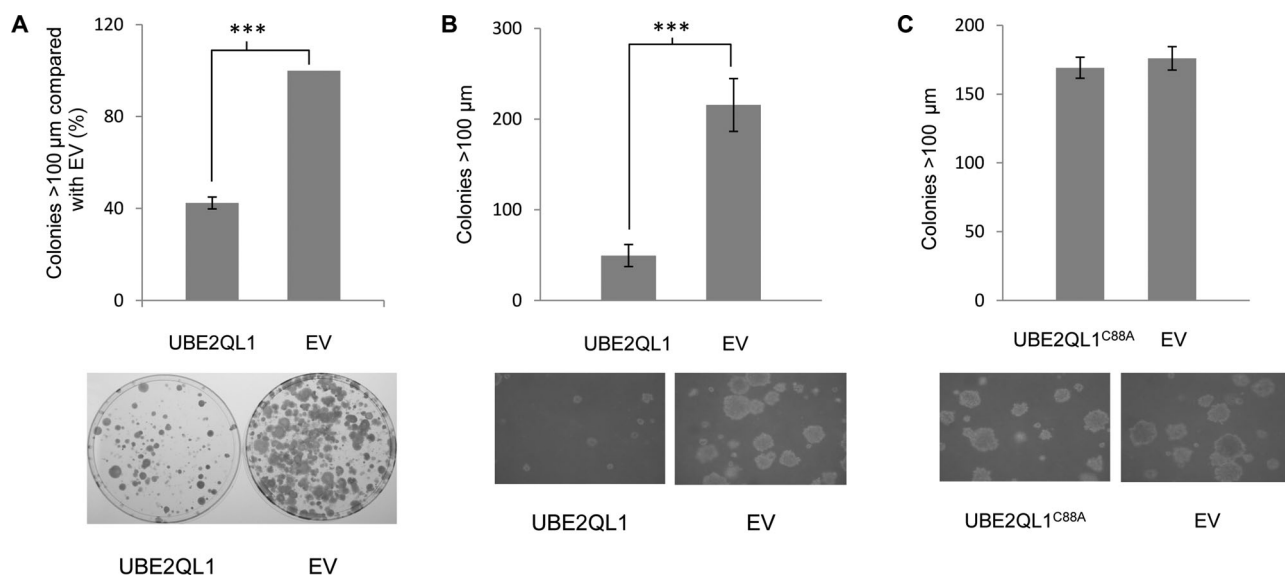 A
Colonies >100 µm compared
with EV (%)
120
80
40
0
***
UBE2QL1 EV
UBE2QL1 EV
B
Colonies >100 µm
300
200
100
0
***
UBE2QL1 EV
UBE2QL1 EV
C
Colonies >100 µm
200
150
100
50
0
UBE2QL1C88A EV
UBE2QL1C88A EV